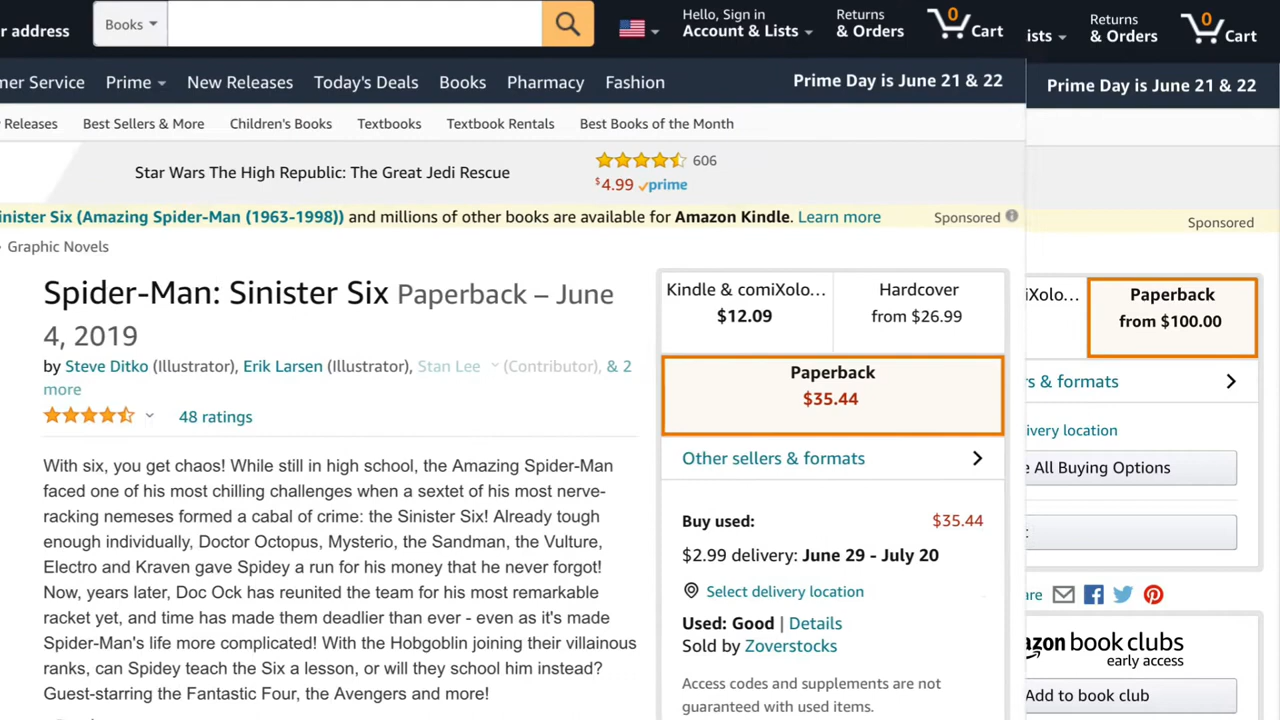 r address
Books
Hello, Sign in
Account & Lists
Returns
& Orders
0
Cart
ists
Returns
& Orders
0
Cart
mer Service
Prime
New Releases
Today's Deals
Books
Pharmacy
Fashion
Prime Day is June 21 & 22
Prime Day is June 21 & 22
Releases
Best Sellers & More
Children's Books
Textbooks
Textbook Rentals
Best Books of the Month
Star Wars The High Republic: The Great Jedi Rescue
606
$4.99 prime
inister Six (Amazing Spider-Man (1963-1998)) and millions of other books are available for Amazon Kindle. Learn more
Sponsored
Sponsored
› Graphic Novels
Spider-Man: Sinister Six Paperback – June
4, 2019
by Steve Ditko (Illustrator), Erik Larsen (Illustrator), Stan Lee (Contributor), & 2
more
48 ratings
With six, you get chaos! While still in high school, the Amazing Spider-Man
faced one of his most chilling challenges when a sextet of his most nerve-
racking nemeses formed a cabal of crime: the Sinister Six! Already tough
enough individually, Doctor Octopus, Mysterio, the Sandman, the Vulture,
Electro and Kraven gave Spidey a run for his money that he never forgot!
Now, years later, Doc Ock has reunited the team for his most remarkable
racket yet, and time has made them deadlier than ever - even as it's made
Spider-Man's life more complicated! With the Hobgoblin joining their villainous
ranks, can Spidey teach the Six a lesson, or will they school him instead?
Guest-starring the Fantastic Four, the Avengers and more!
Kindle & comiXolo...
$12.09
Hardcover
from $26.99
Paperback
$35.44
Other sellers & formats
Buy used:
$35.44
$2.99 delivery: June 29 - July 20
Select delivery location
Used: Good | Details
Sold by Zoverstocks
Access codes and supplements are not
guaranteed with used items.
iXolo...
Paperback
from $100.00
rs & formats
ivery location
e All Buying Options
t
are
azon book clubs
early access
Add to book club